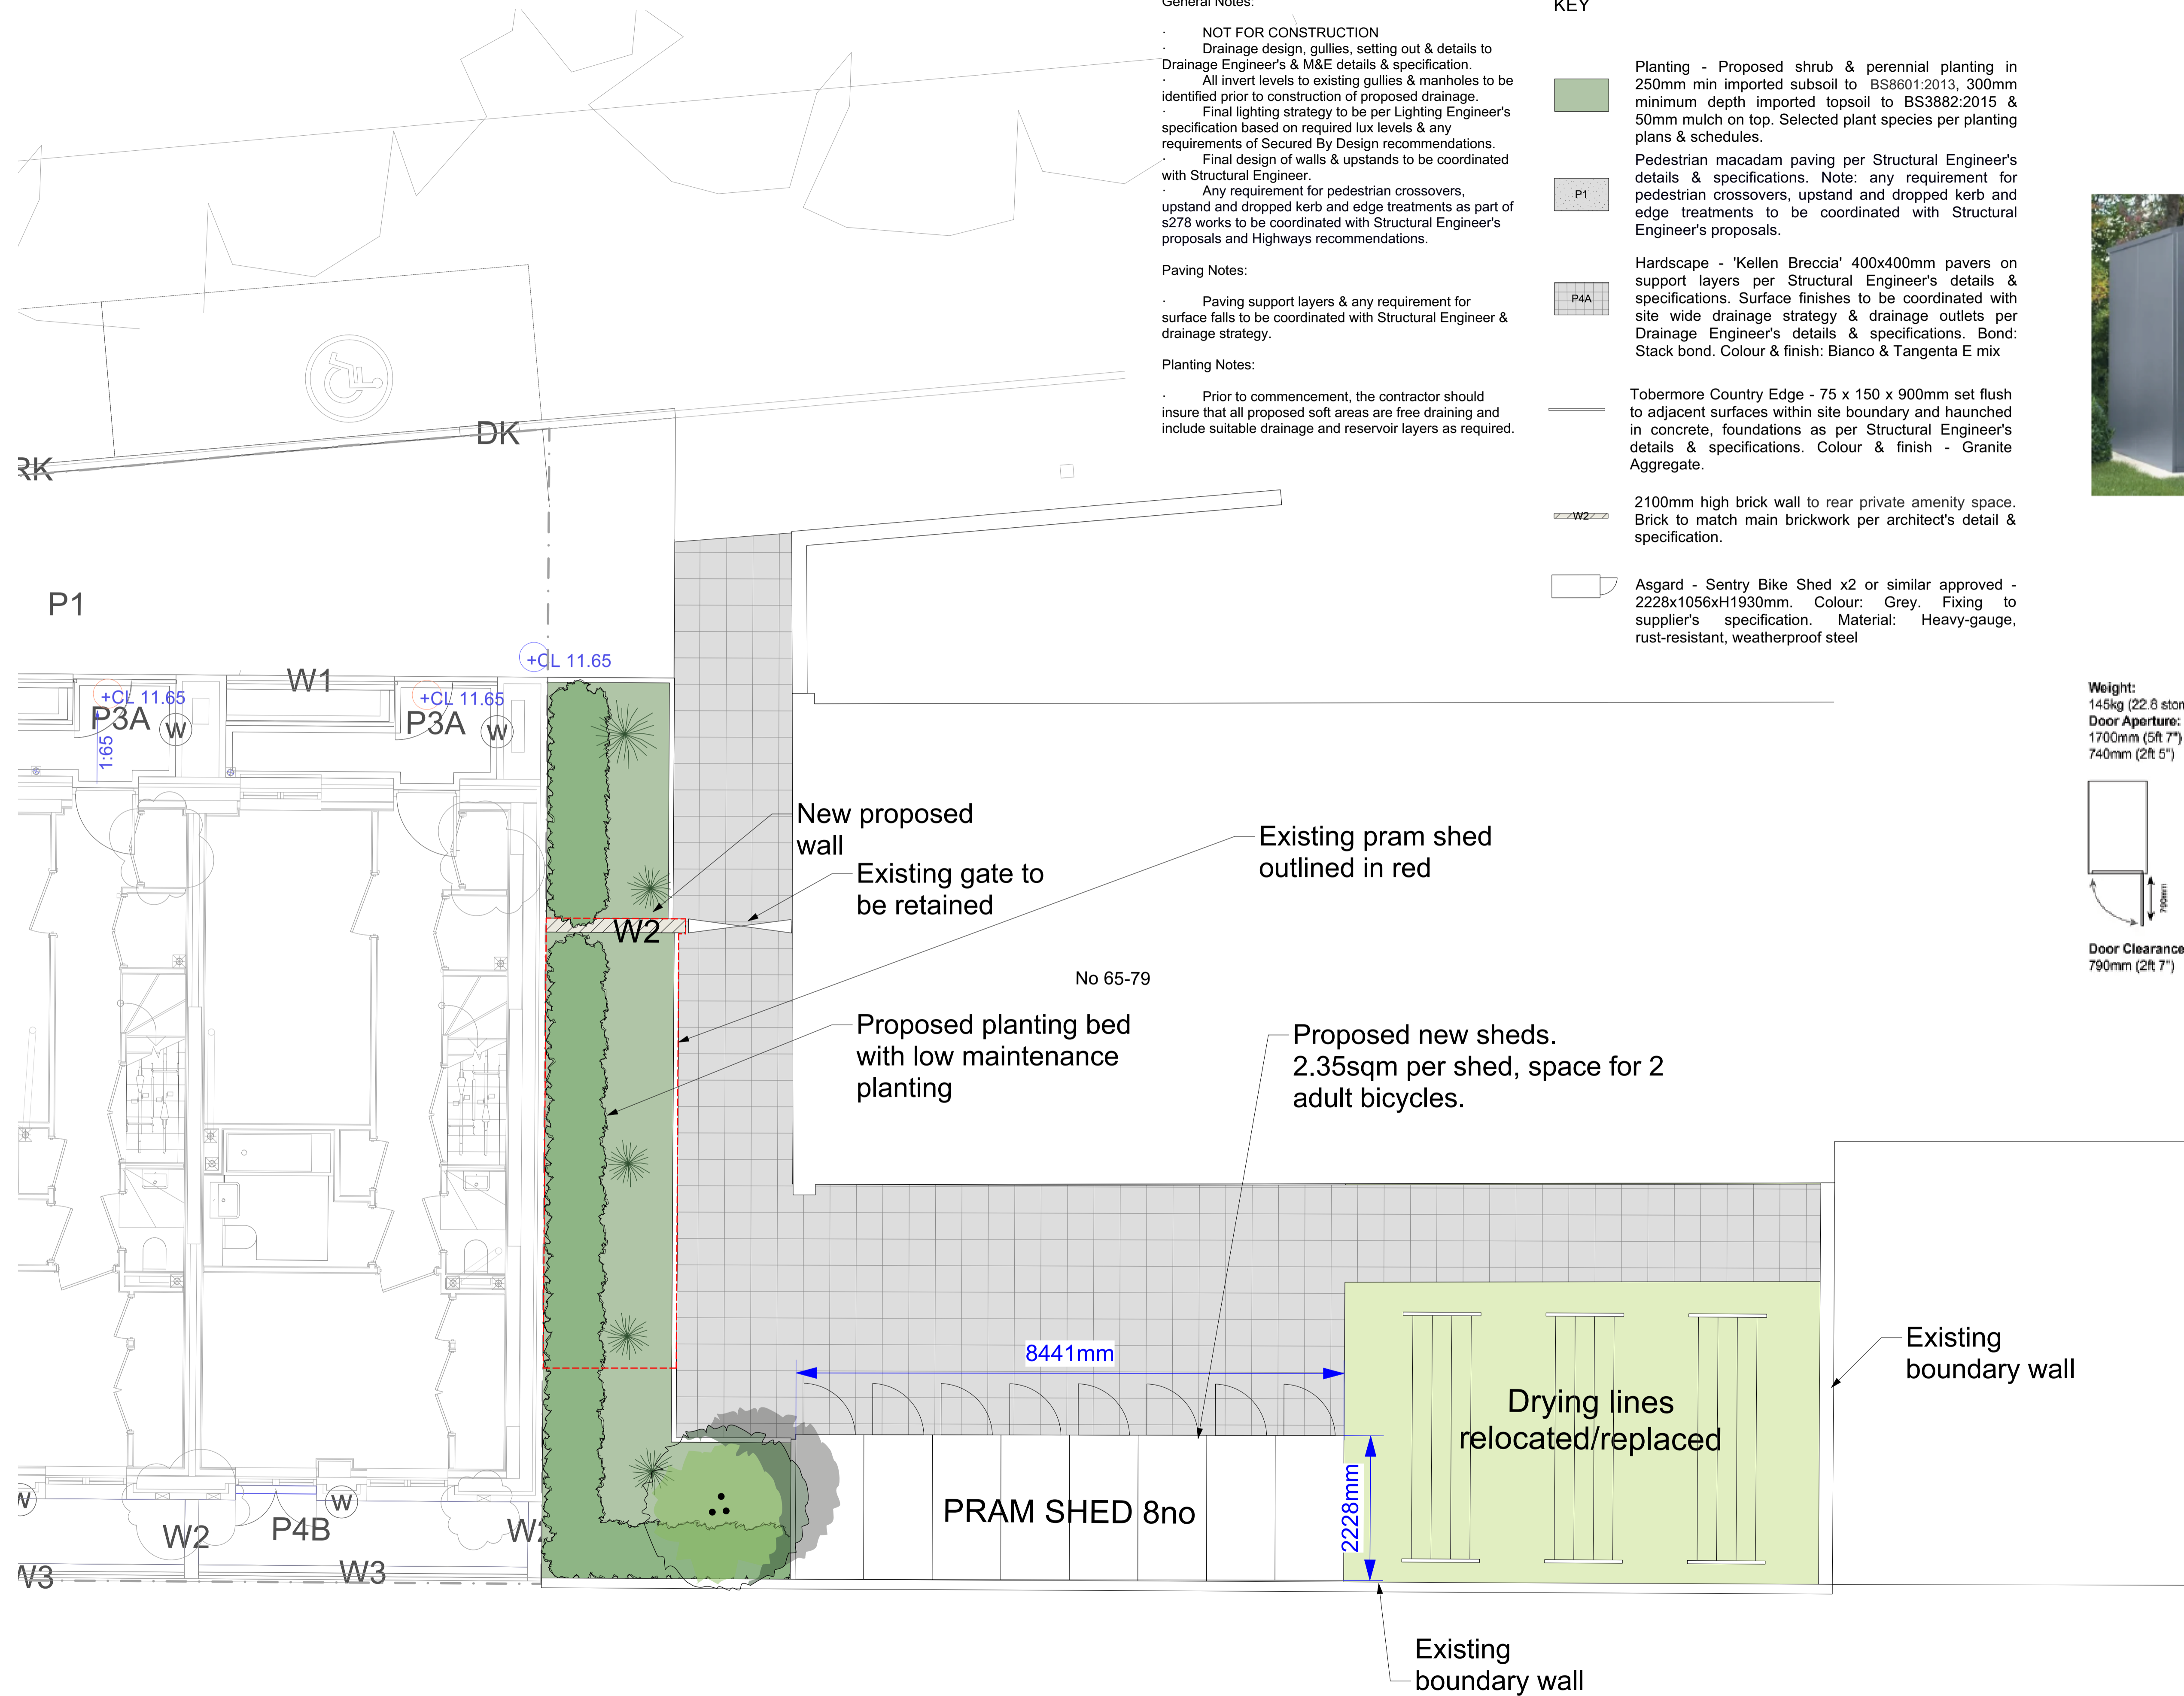 General Notes:
· NOT FOR CONSTRUCTION
· Drainage design, gullies, setting out & details to
Drainage Engineer's & M&E details & specification.
· All invert levels to existing gullies & manholes to be
identified prior to construction of proposed drainage.
· Final lighting strategy to be per Lighting Engineer's
specification based on required lux levels & any
requirements of Secured By Design recommendations.
· Final design of walls & upstands to be coordinated
with Structural Engineer.
· Any requirement for pedestrian crossovers,
upstand and dropped kerb and edge treatments as part of
s278 works to be coordinated with Structural Engineer's
proposals and Highways recommendations.
Paving Notes:
· Paving support layers & any requirement for
surface falls to be coordinated with Structural Engineer &
drainage strategy.
Planting Notes:
· Prior to commencement, the contractor should
insure that all proposed soft areas are free draining and
include suitable drainage and reservoir layers as required.
KEY
Planting - Proposed shrub & perennial planting in
250mm min imported subsoil to BS8601:2013, 300mm
minimum depth imported topsoil to BS3882:2015 &
50mm mulch on top. Selected plant species per planting
plans & schedules.
P1
Pedestrian macadam paving per Structural Engineer's
details & specifications. Note: any requirement for
pedestrian crossovers, upstand and dropped kerb and
edge treatments to be coordinated with Structural
Engineer's proposals.
P4A
Hardscape - 'Kellen Breccia' 400x400mm pavers on
support layers per Structural Engineer's details &
specifications. Surface finishes to be coordinated with
site wide drainage strategy & drainage outlets per
Drainage Engineer's details & specifications. Bond:
Stack bond. Colour & finish: Bianco & Tangenta E mix
Tobermore Country Edge - 75 x 150 x 900mm set flush
to adjacent surfaces within site boundary and haunched
in concrete, foundations as per Structural Engineer's
details & specifications. Colour & finish - Granite
Aggregate.
W2
2100mm high brick wall to rear private amenity space.
Brick to match main brickwork per architect's detail &
specification.
Asgard - Sentry Bike Shed x2 or similar approved -
2228x1056xH1930mm. Colour: Grey. Fixing to
supplier's specification. Material: Heavy-gauge,
rust-resistant, weatherproof steel
Weight:
145kg (22.8 ston
Door Aperture:
1700mm (5ft 7")
740mm (2ft 5")
790mm
Door Clearance
790mm (2ft 7")
DK
RK
P1
+CL 11.65
W1
+CL 11.65
+CL 11.65
P3A
W
P3A
W
1:65
New proposed
wall
Existing gate to
be retained
Existing pram shed
outlined in red
W2
No 65-79
Proposed planting bed
with low maintenance
planting
Proposed new sheds.
2.35sqm per shed, space for 2
adult bicycles.
8441mm
Existing
boundary wall
Drying lines
relocated/replaced
2228mm
PRAM SHED 8no
W
W
W2
P4B
W2
W3
W3
Existing
boundary wall